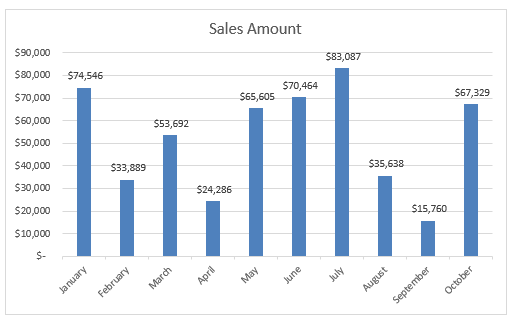 Sales Amount
$90,000
$80,000
$70,000
$60,000
$50,000
$40,000
$30,000
$20,000
$10,000
$-
$74,546
$33,889
$53,692
$24,286
$65,605
$70,464
$83,087
$35,638
$15,760
$67,329
January
February
March
April
May
June
July
August
September
October